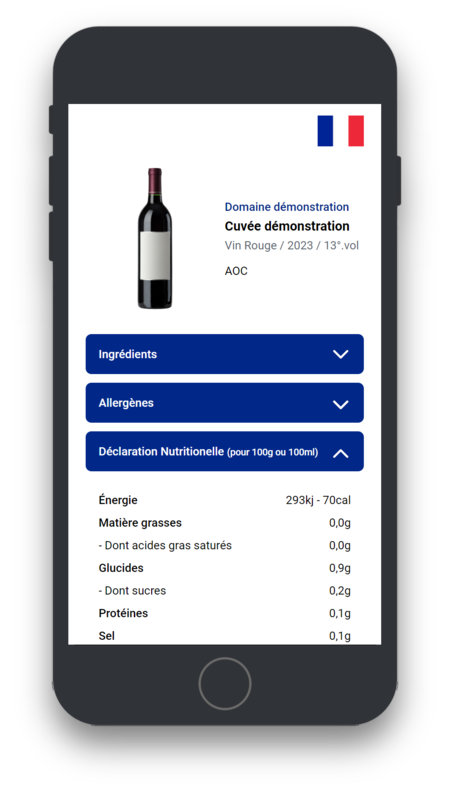 Domaine démonstration
Cuvée démonstration
Vin Rouge / 2023 / 13°.vol
AOC
Ingrédients
Allergènes
Déclaration Nutritionelle (pour 100g ou 100ml)
Énergie 293kj - 70cal
Matière grasses 0,0g
- Dont acides gras saturés 0,0g
Glucides 0,9g
- Dont sucres 0,2g
Protéines 0,1g
Sel 0,1g